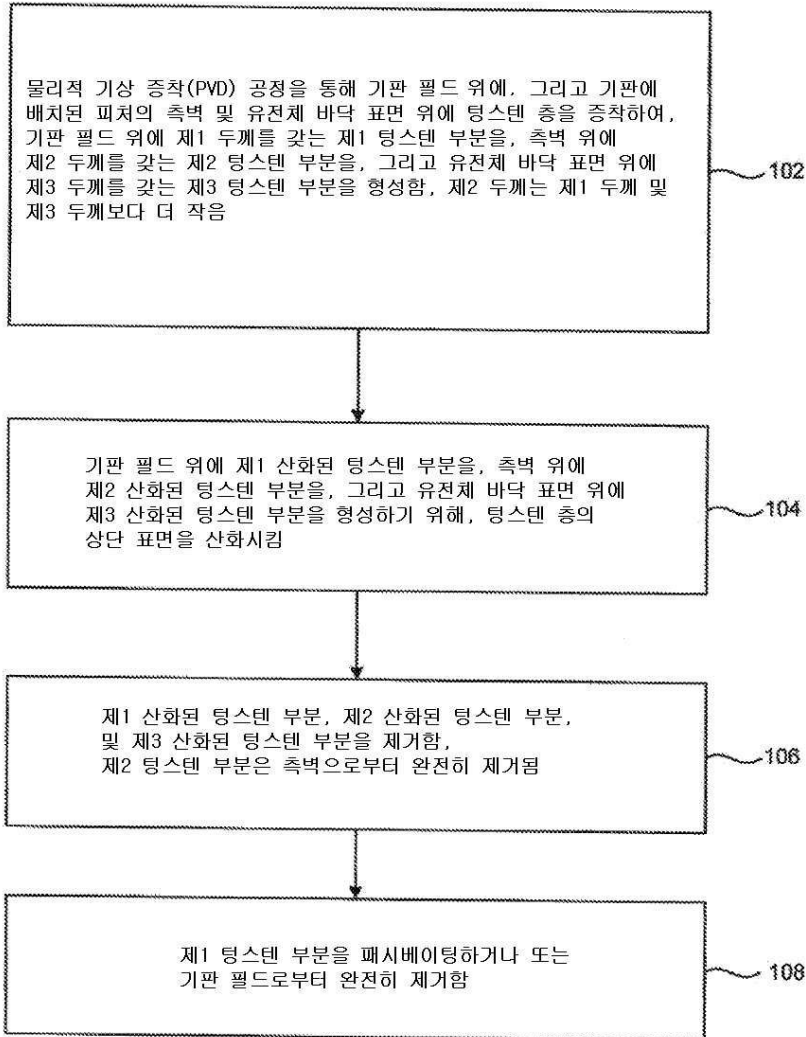 물리적 기상 증착(PVD) 공정을 통해 기판 필드 위에, 그리고 기판에
배치된 피처의 측벽 및 유전체 바닥 표면 위에 텅스텐 층을 증착하여,
기판 필드 위에 제1 두께를 갖는 제1 텅스텐 부분을, 측벽 위에
제2 두께를 갖는 제2 텅스텐 부분을, 그리고 유전체 바닥 표면 위에
제3 두께를 갖는 제3 텅스텐 부분을 형성함, 제2 두께는 제1 두께 및
제3 두께보다 더 작음
102
기판 필드 위에 제1 산화된 텅스텐 부분을, 측벽 위에
제2 산화된 텅스텐 부분을, 그리고 유전체 바닥 표면 위에
제3 산화된 텅스텐 부분을 형성하기 위해, 텅스텐 층의
상단 표면을 산화시킴
104
제1 산화된 텅스텐 부분, 제2 산화된 텅스텐 부분,
및 제3 산화된 텅스텐 부분을 제거함,
제2 텅스텐 부분은 측벽으로부터 완전히 제거됨
106
제1 텅스텐 부분을 패시베이팅하거나 또는
기판 필드로부터 완전히 제거함
108